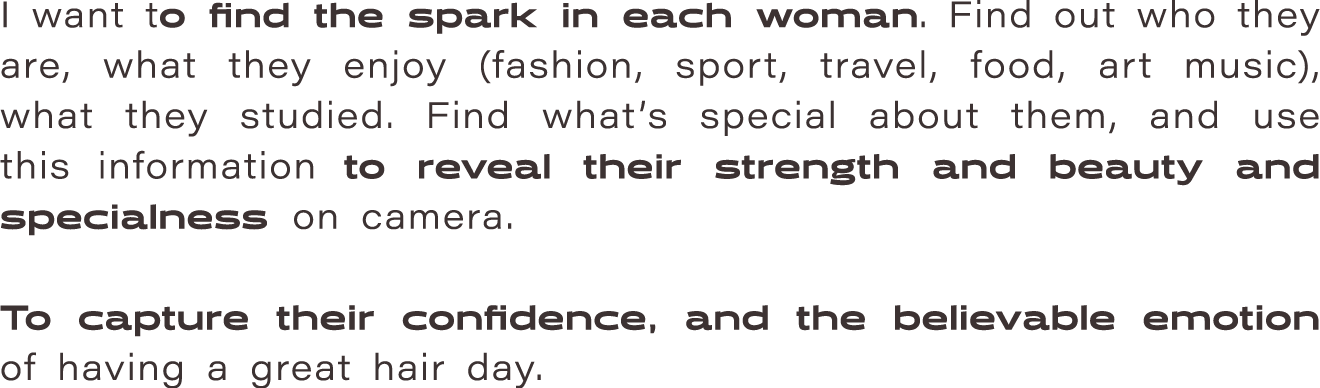 I want to find the spark in each woman. Find out who they
are, what they enjoy (fashion, sport, travel, food, art music),
what they studied. Find what's special about them, and use
this information to reveal their strength and beauty and
specialness on camera.
To capture their confidence, and the believable emotion
of having a great hair day.